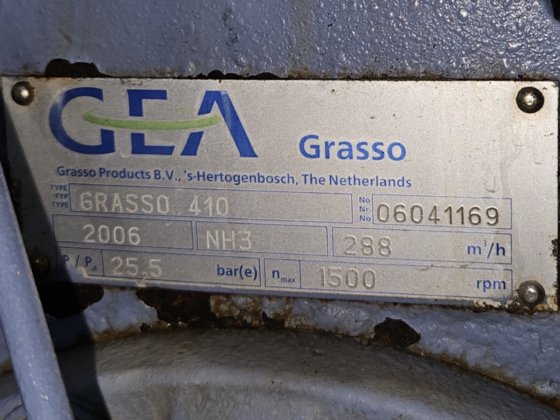 GEA Grasso
Grasso Products B.V., 's-Hertogenbosch, The Netherlands
TYPE
TYP
TYPE
GRASSO 410
No
Nr
No
06041169
2006 NH3 288 m³/h
25,5 bar(e) n max 1500 rpm